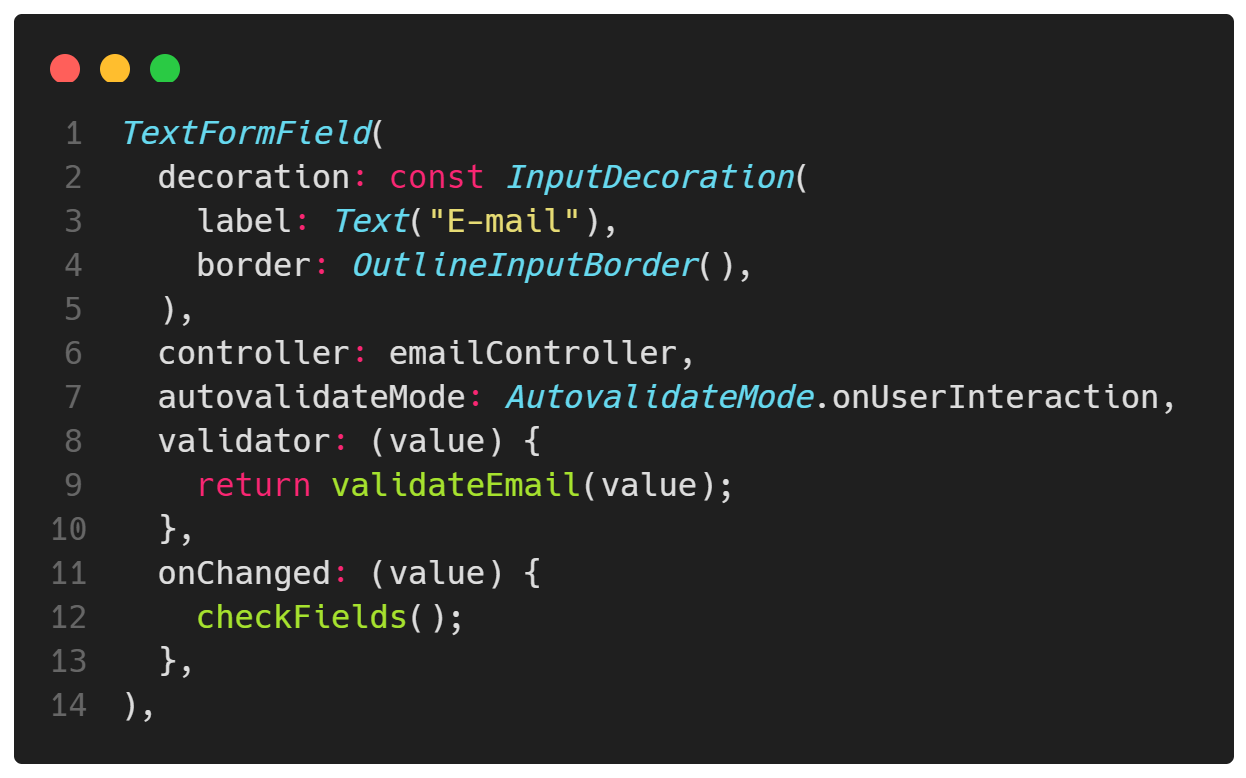 1 TextFormField(
2   decoration: const InputDecoration(
3     label: Text("E-mail"),
4     border: OutlineInputBorder(),
5   ),
6   controller: emailController,
7   autovalidateMode: AutovalidateMode.onUserInteraction,
8   validator: (value) {
9     return validateEmail(value);
10   },
11   onChanged: (value) {
12     checkFields();
13   },
14 ),